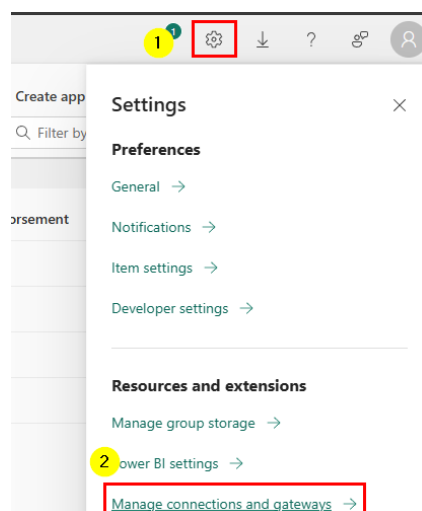 1
1
?
Create app
Settings
Filter by
Preferences
General
orsement
Notifications
Item settings
Developer settings
Resources and extensions
Manage group storage
2
ower BI settings
Manage connections and gateways